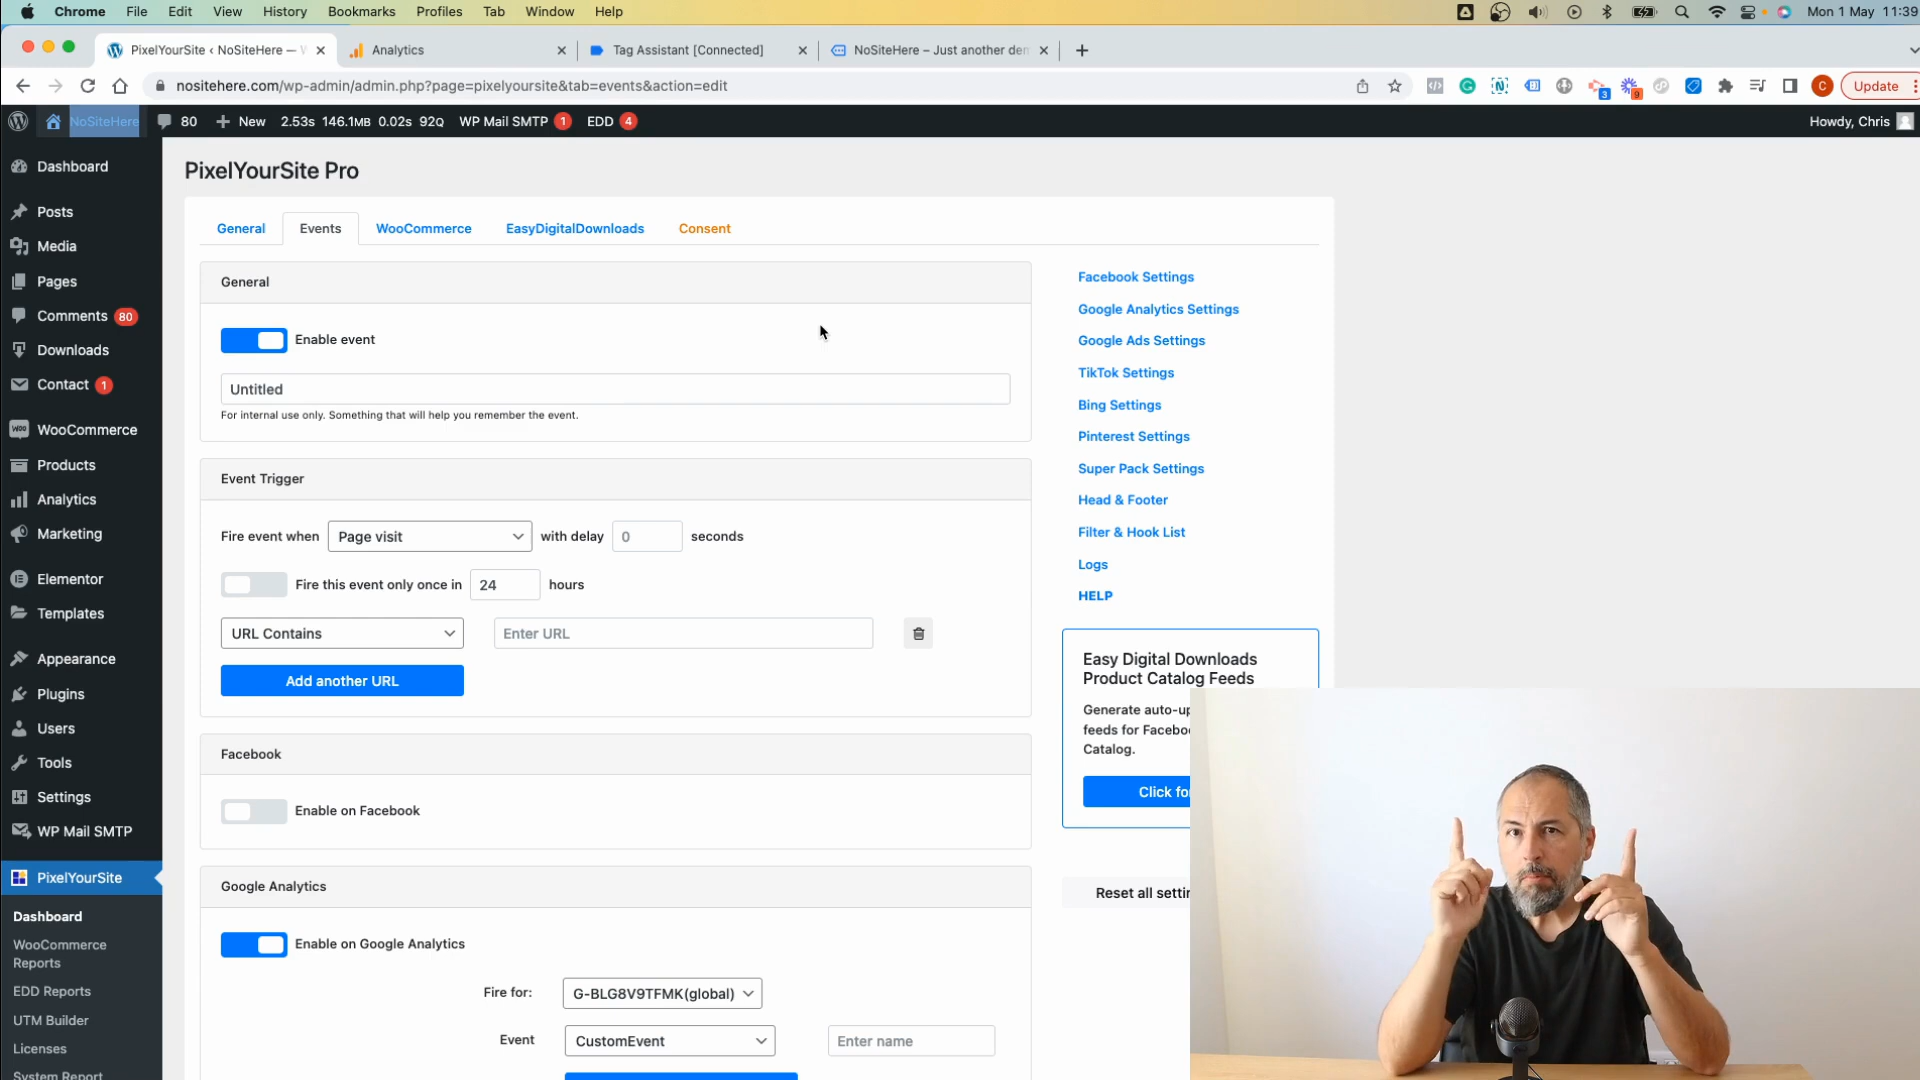 Chrome File Edit View History Bookmarks Profiles Tab Window Help Mon 1 May 11:39
PixelYourSite ‹ NoSiteHere —
Analytics
Tag Assistant [Connected]
NoSiteHere – Just another
nositehere.com/wp-admin/admin.php?page=pixelyoursite&tab=events&action=edit
3
9
C
Update
NoSiteHere 80 New 2.53s 146.1MB 0.02s 92Q WP Mail SMTP 1 EDD 4 Howdy, Chris
Dashboard
Posts
Media
Pages
Comments 80
Downloads
Contact 1
WooCommerce
Products
Analytics
Marketing
Elementor
Templates
Appearance
Plugins
Users
Tools
Settings
WP Mail SMTP
PixelYourSite
Dashboard
WooCommerce
Reports
EDD Reports
UTM Builder
Licenses
System Report
PixelYourSite Pro
General Events WooCommerce EasyDigitalDownloads Consent
General
Enable event
Untitled
For internal use only. Something that will help you remember the event.
Event Trigger
Fire event when Page visit with delay 0 seconds
Fire this event only once in 24 hours
URL Contains Enter URL
Add another URL
Facebook
Enable on Facebook
Google Analytics
Enable on Google Analytics
Fire for: G-BLG8V9TFMK(global)
Event CustomEvent Enter name
Facebook Settings
Google Analytics Settings
Google Ads Settings
TikTok Settings
Bing Settings
Pinterest Settings
Super Pack Settings
Head & Footer
Filter & Hook List
Logs
HELP
Easy Digital Downloads
Product Catalog Feeds
Generate auto-up
feeds for Facebo
Catalog.
Click fo
Reset all settin